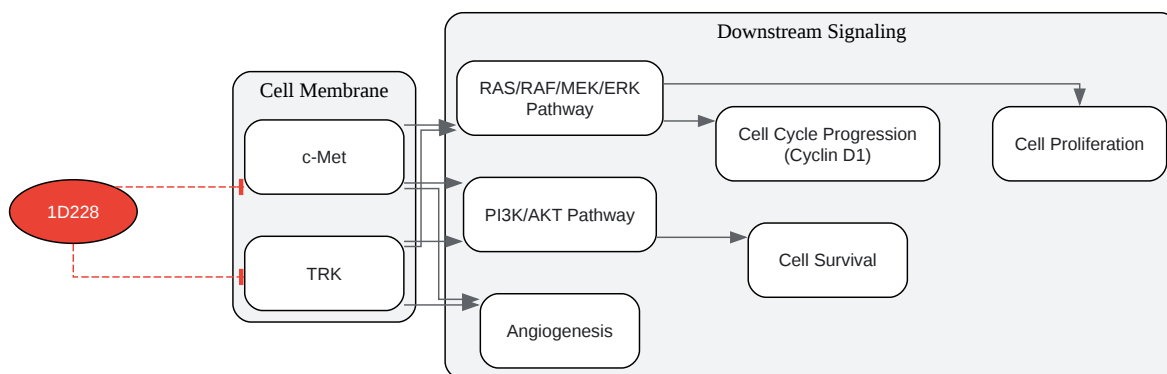 Downstream Signaling
Cell Membrane
RAS/RAF/MEK/ERK
Pathway
c-Met
Cell Cycle Progression
(Cyclin D1)
Cell Proliferation
1D228
PI3K/AKT Pathway
TRK
Cell Survival
Angiogenesis